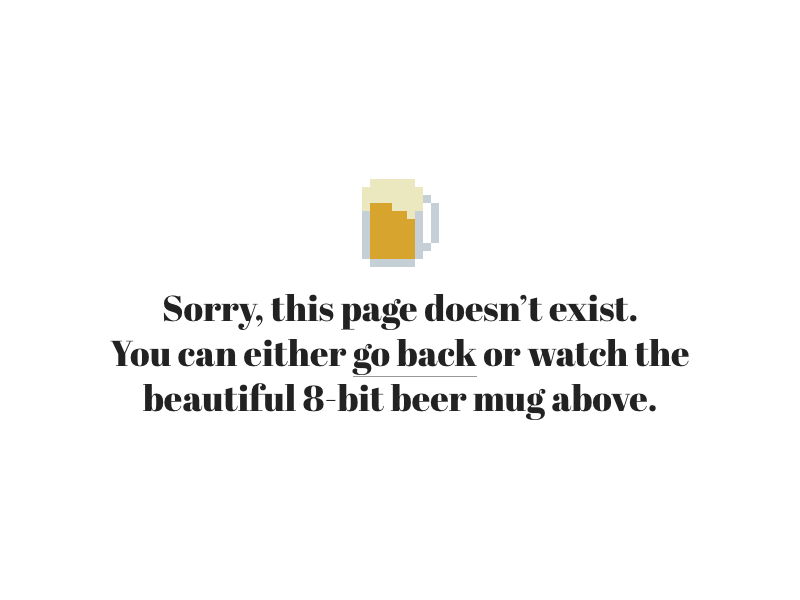 Sorry, this page doesn’t exist.
You can either go back or watch the
beautiful 8-bit beer mug above.